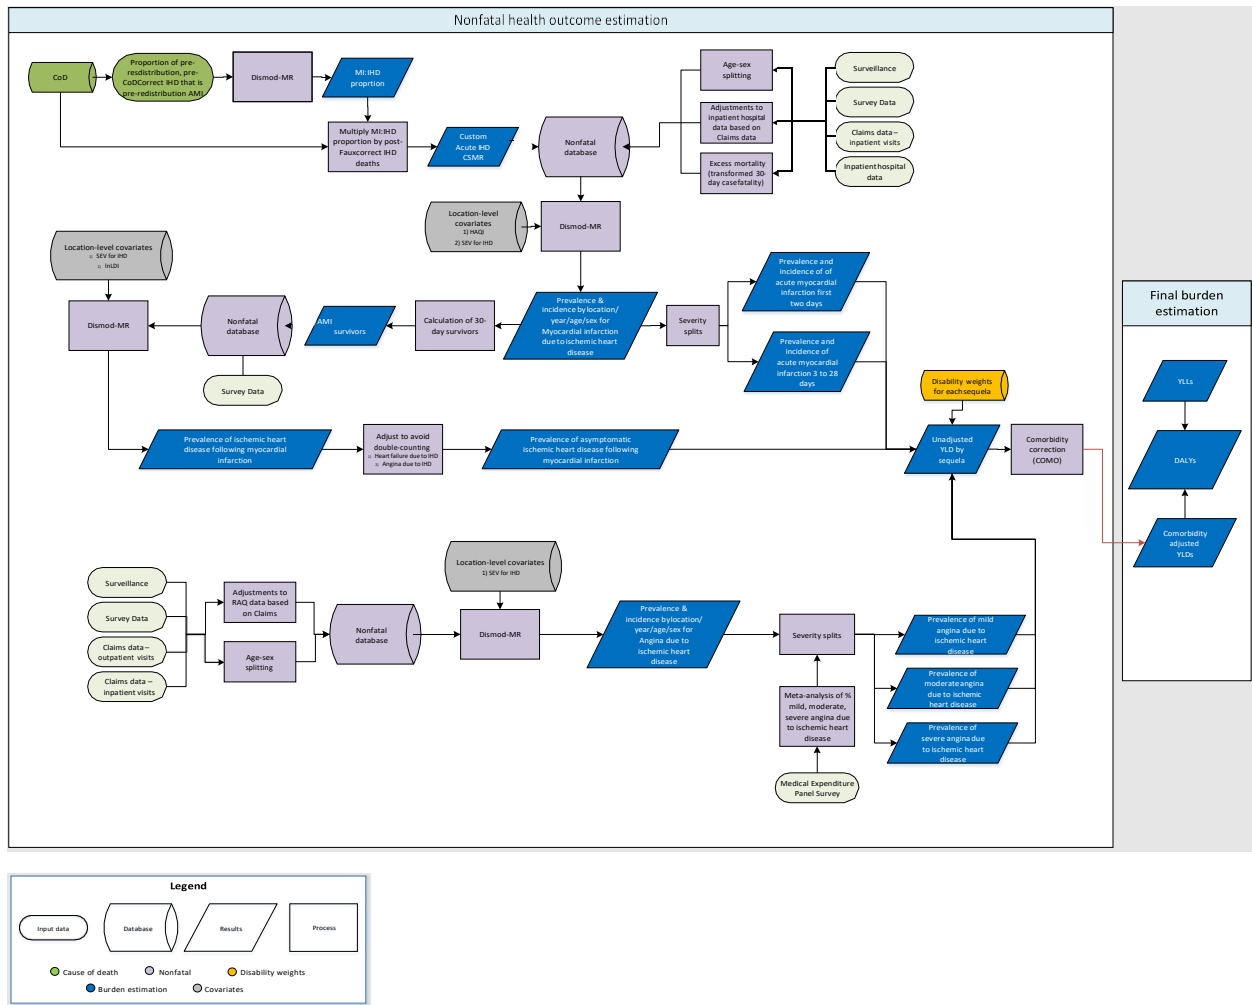 Nonfatal health outcome estimation
CoD
Proportion of pre-
resdistribution, pre-
CoDCorrect IHD that is
pre-redistribution AMI
Dismod-MR
MI:IHD
proprtion
Multiply MI:IHD
proportion by post-
Fauxcorrect IHD
deaths
Custom
Acute IHD
CSMR
Nonfatal
database
Age-sex
splitting
Adjustments to
inpatient hospital
data based on
Claims data
Excess mortality
(transformed 30-
day casefatality)
Surveillance
Survey Data
Claims data –
inpatient visits
Inpatient hospital
data
Location-level
covariates
1) HAQI
2) SEV for IHD
Dismod-MR
Location-level covariates
1) SEV for IHD
2) lnLDI
Dismod-MR
Nonfatal
database
Survey Data
AMI
survivors
Calculation of 30-
day survivors
Prevalence &
incidence by location/
year/age/sex for
Myocardial infarction
due to ischemic heart
disease
Severity
splits
Prevalence and
incidence of of
acute myocardial
infarction first
two days
Prevalence and
incidence of
acute myocardial
infarction 3 to 28
days
Disability weights
for each sequela
Prevalence of ischemic heart
disease following myocardial
infarction
Adjust to avoid
double-counting
1) Heart failure due to IHD
2) Angina due to IHD
Prevalence of asymptomatic
ischemic heart disease following
myocardial infarction
Unadjusted
YLD by
sequela
Comorbidity
correction
(COMO)
Final burden
estimation
YLLs
DALYs
Comorbidity
adjusted
YLDs
Surveillance
Survey Data
Claims data –
outpatient visits
Claims data –
inpatient visits
Adjustments to
RAQ data based
on Claims
Age-sex
splitting
Nonfatal
database
Location-level covariates
1) SEV for IHD
Dismod-MR
Prevalence &
incidence by location/
year/age/sex for
Angina due to
ischemic heart
disease
Severity splits
Meta-analysis of %
mild, moderate,
severe angina due
to ischemic heart
disease
Medical Expenditure
Panel Survey
Prevalence of mild
angina due to
ischemic heart
disease
Prevalence of
moderate angina
due to ischemic
heart disease
Prevalence of
severe angina due
to ischemic heart
disease
Legend
Input data
Database
Results
Process
Cause of death
Nonfatal
Disability weights
Burden estimation
Covariates